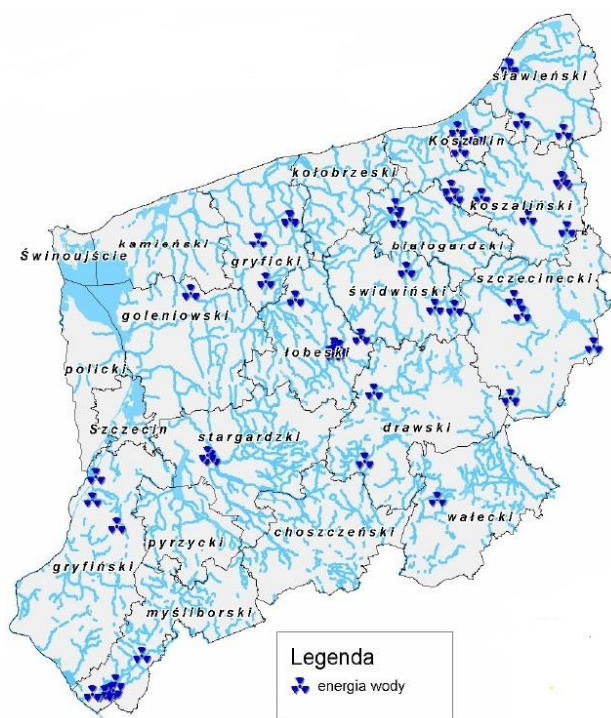 sławieński
Koszalin
kołobrzeski
koszaliński
kamieński
gryficki
białogardzki
Świnoujście
świdwiński
szczecinecki
goleniowski
łobeski
policki
Szczecin
stargardzki
drawski
wałecki
choszczeński
pyrzycki
gryfiński
myśliborski
Legenda
energia wody